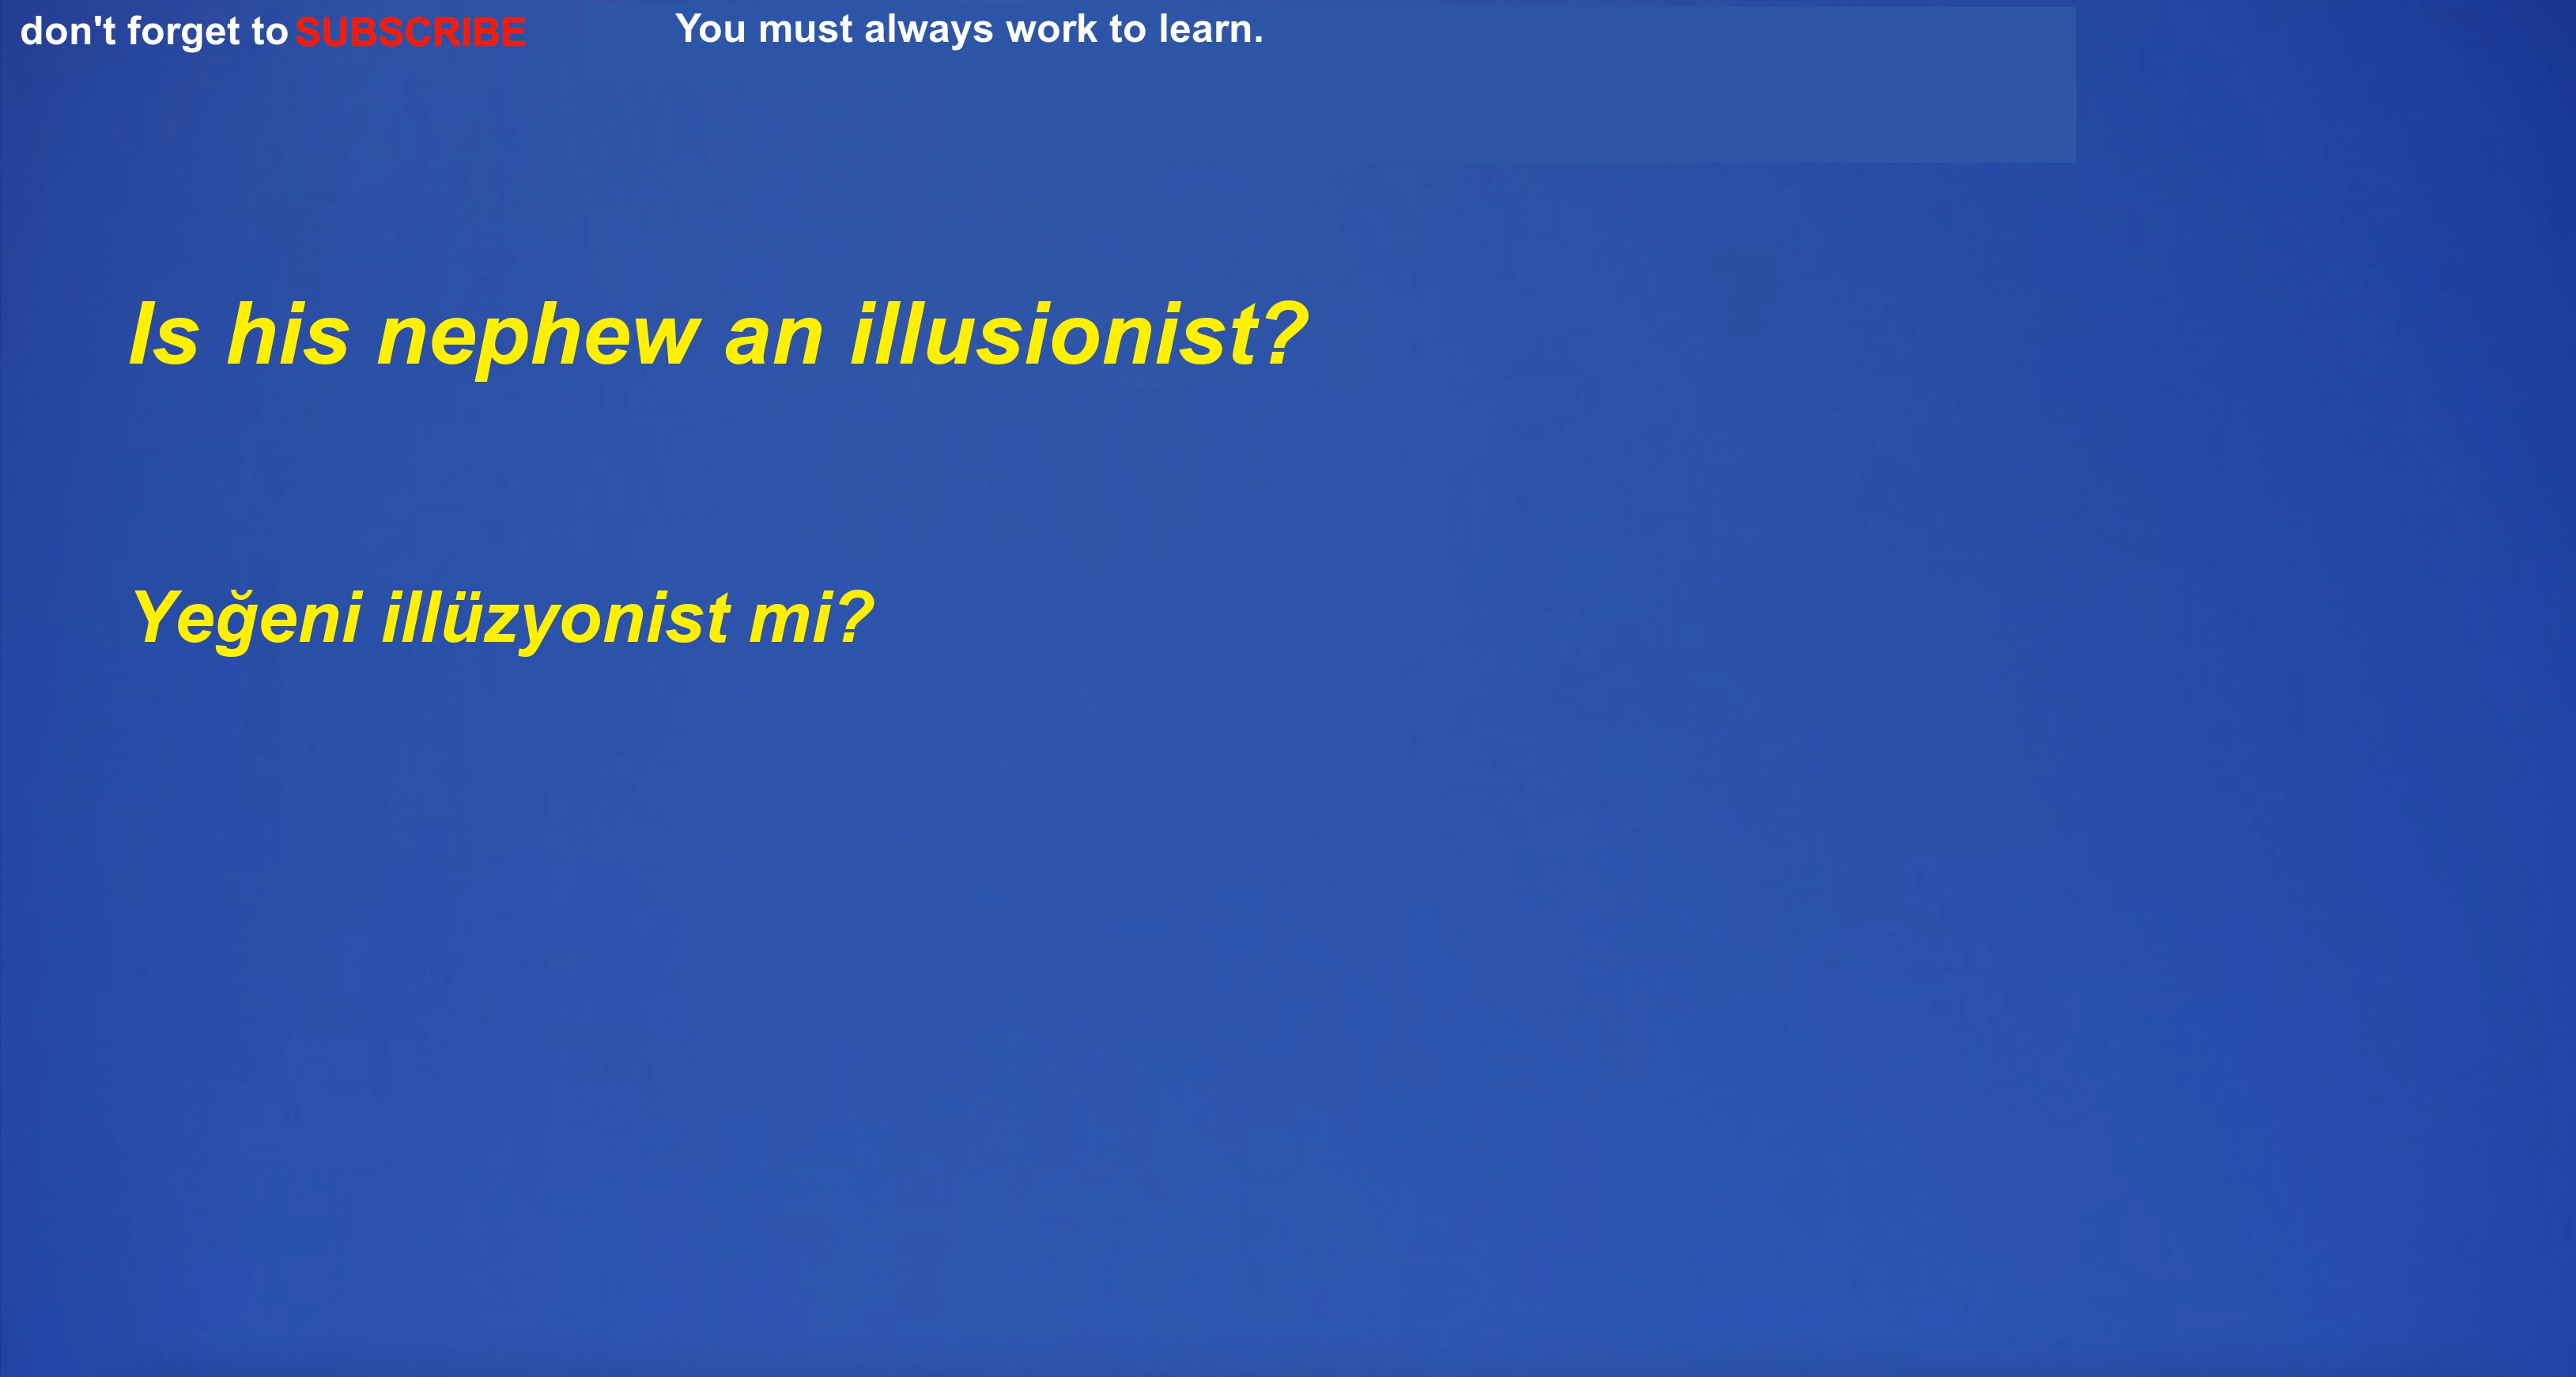 don't forget to SUBSCRIBE
You must always work to learn.
Is his nephew an illusionist?
Yeğeni illüzyonist mi?